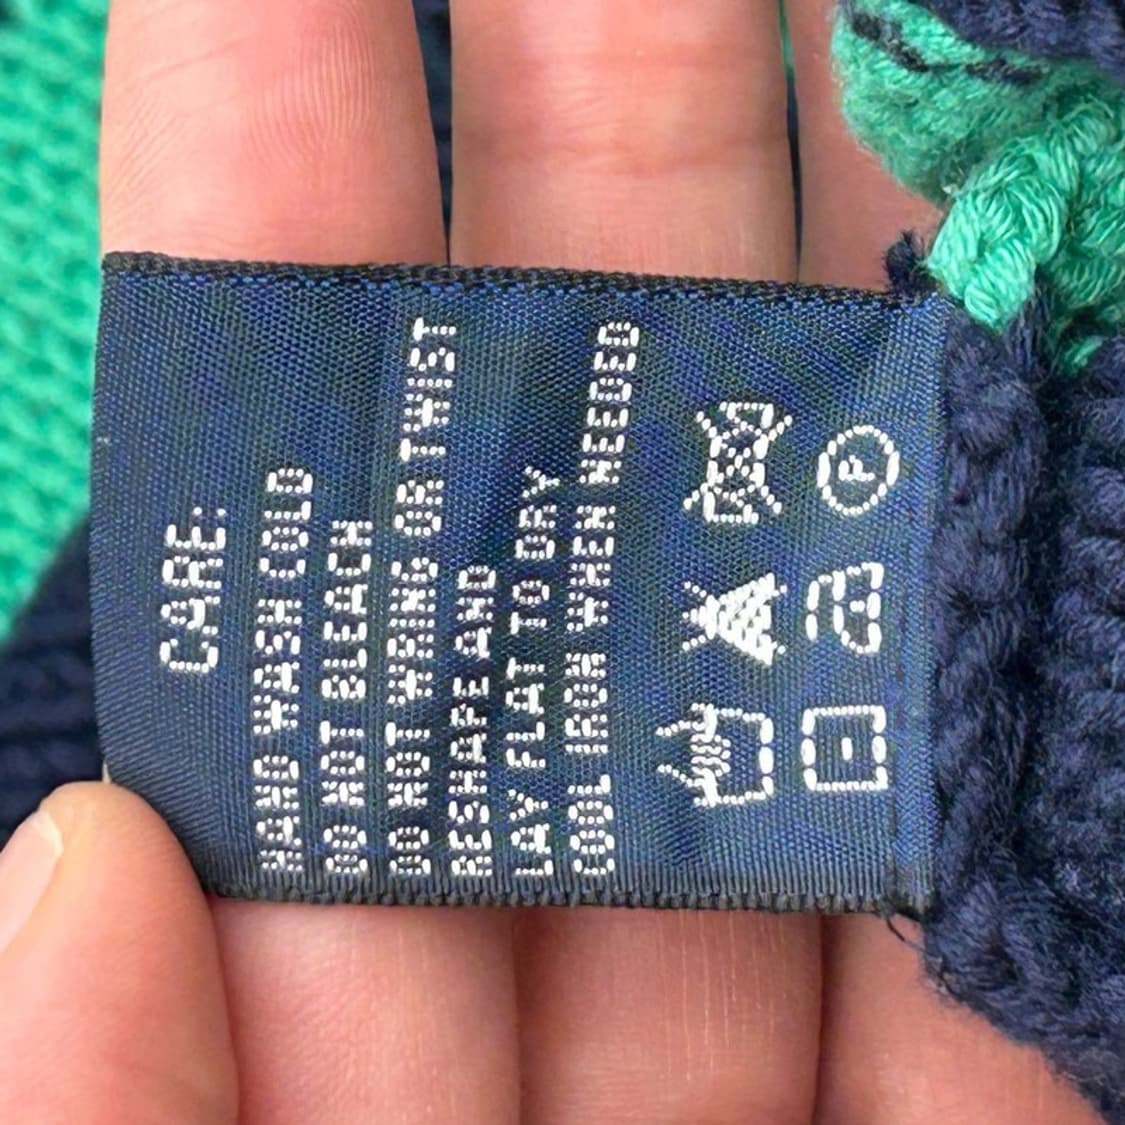 CARE:
HAND WASH COLD
DO NOT BLEACH
DO NOT WRING OR TWIST
RESHAPE AND
LAY FLAT TO DRY
COOL IRON WHEN NEEDED
F